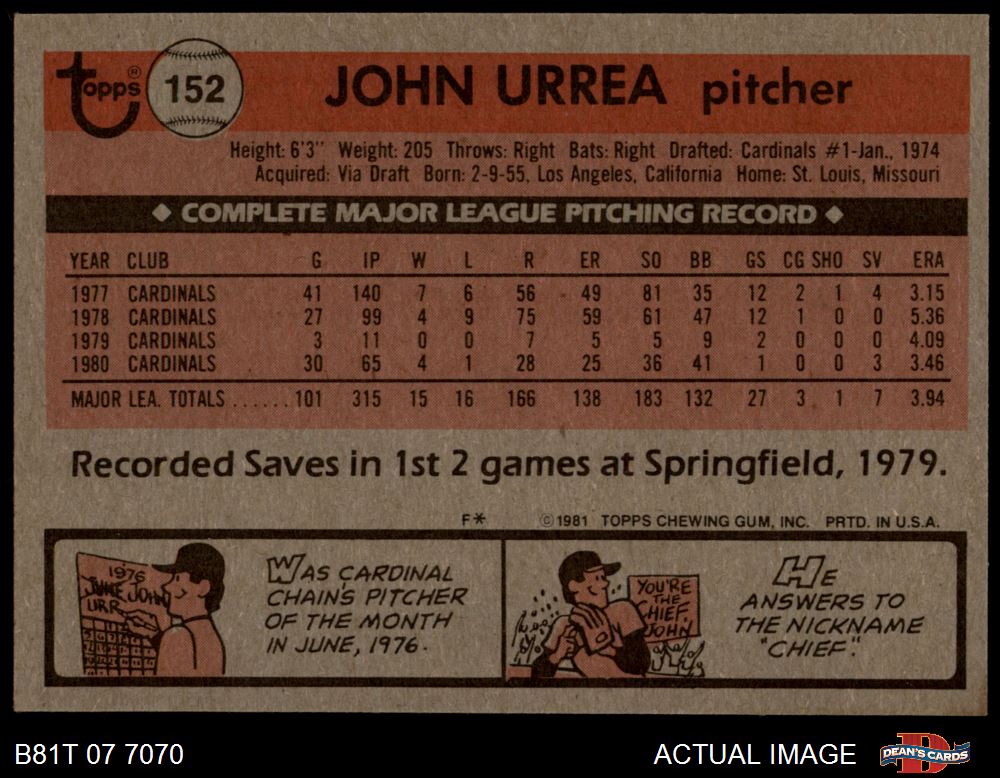 Topps® 152 JOHN URREA pitcher
Height: 6'3" Weight: 205 Throws: Right Bats: Right Drafted: Cardinals #1-Jan., 1974
Acquired: Via Draft Born: 2-9-55, Los Angeles, California Home: St. Louis, Missouri
◆ COMPLETE MAJOR LEAGUE PITCHING RECORD ◆
YEAR CLUB G IP W L R ER SO BB GS CG SHO SV ERA
1977 CARDINALS 41 140 7 6 56 49 81 35 12 2 1 4 3.15
1978 CARDINALS 27 99 4 9 75 59 61 47 12 1 0 0 5.36
1979 CARDINALS 3 11 0 0 7 5 5 9 2 0 0 0 4.09
1980 CARDINALS 30 65 4 1 28 25 36 41 1 0 0 3 3.46
MAJOR LEA. TOTALS ...... 101 315 15 16 166 138 183 132 27 3 1 7 3.94
Recorded Saves in 1st 2 games at Springfield, 1979.
F* © 1981 TOPPS CHEWING GUM, INC. PRTD. IN U.S.A.
1976
JUNE JOHN
URR
WAS CARDINAL
CHAIN'S PITCHER
OF THE MONTH
IN JUNE, 1976.
YOU'RE
THE
CHIEF,
JOHN
HE
ANSWERS TO
THE NICKNAME
"CHIEF."
B81T 07 7070 ACTUAL IMAGE DEAN'S CARDS